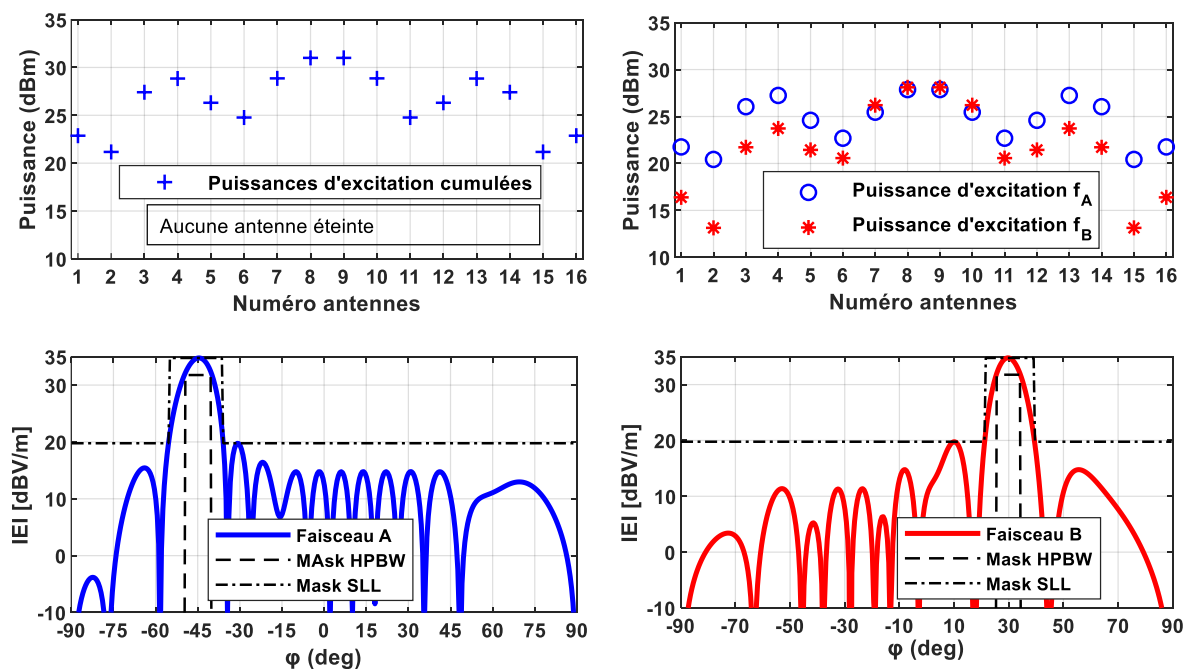 35
30
25
20
15
10
Puissance (dBm)
Puissances d'excitation cumulées
Aucune antenne éteinte
1 2 3 4 5 6 7 8 9 10 11 12 13 14 15 16
Numéro antennes
35
30
25
20
15
10
Puissance (dBm)
Puissance d'excitation f_A
Puissance d'excitation f_B
1 2 3 4 5 6 7 8 9 10 11 12 13 14 15 16
Numéro antennes
35
30
20
10
0
-10
IEI [dBV/m]
Faisceau A
MAsk HPBW
Mask SLL
-90 -75 -60 -45 -30 -15 0 15 30 45 60 75 90
φ (deg)
35
30
20
10
0
-10
IEI [dBV/m]
Faisceau B
Mask HPBW
Mask SLL
-90 -70 -50 -30 -10 10 30 50 70 90
φ (deg)